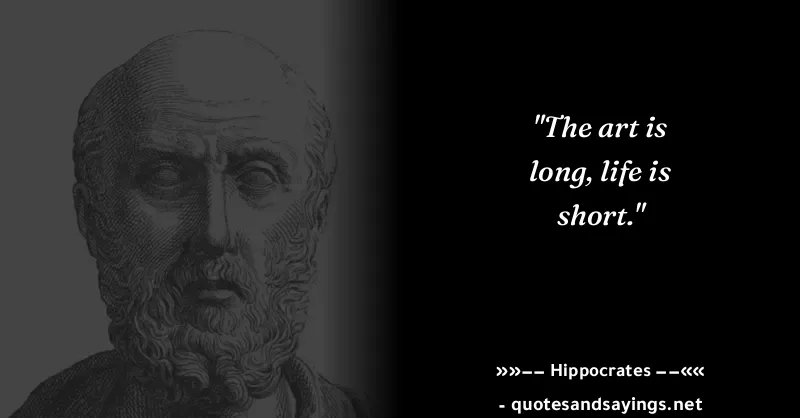 "The art is
long, life is
short."
»»−− Hippocrates −−««
- quotesandsayings.net